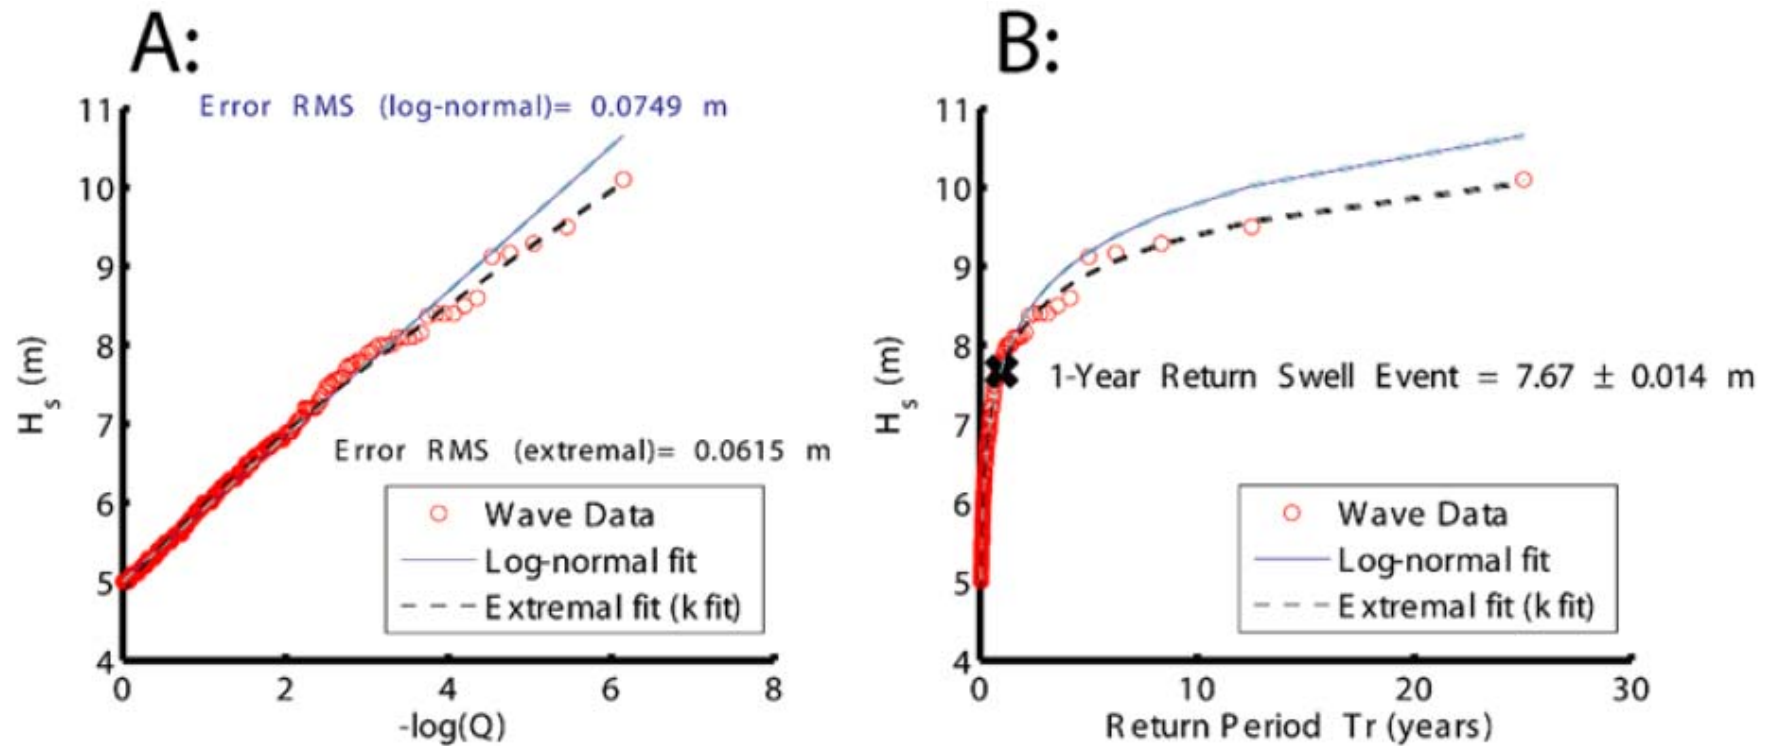 A:
Error RMS (log-normal)= 0.0749 m
11
10
9
8
7
6
5
4
H s (m)
Error RMS (extremal)= 0.0615 m
Wave Data
Log-normal fit
Extremal fit (k fit)
0 2 4 6 8
-log(Q)
B:
11
10
9
8
7
6
5
4
H s (m)
1-Year Return Swell Event = 7.67 ± 0.014 m
Wave Data
Log-normal fit
Extremal fit (k fit)
0 10 20 30
Return Period Tr (years)